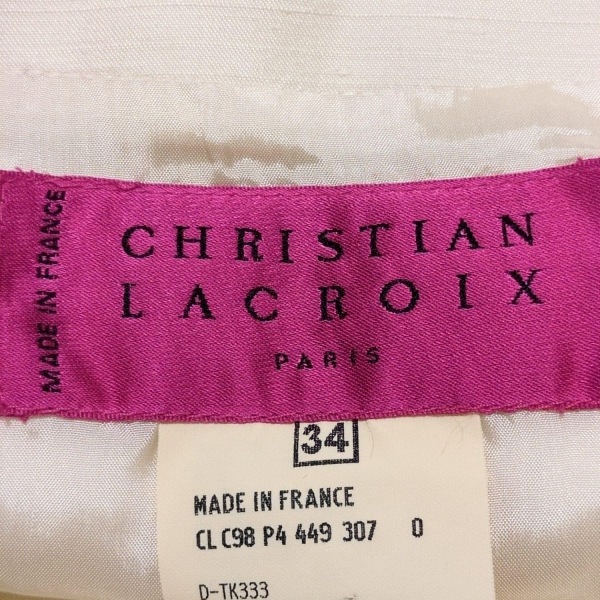 MADE IN FRANCE
CHRISTIAN
LACROIX
PARIS
34
MADE IN FRANCE
CL C98 P4 449 307 0
D-TK333